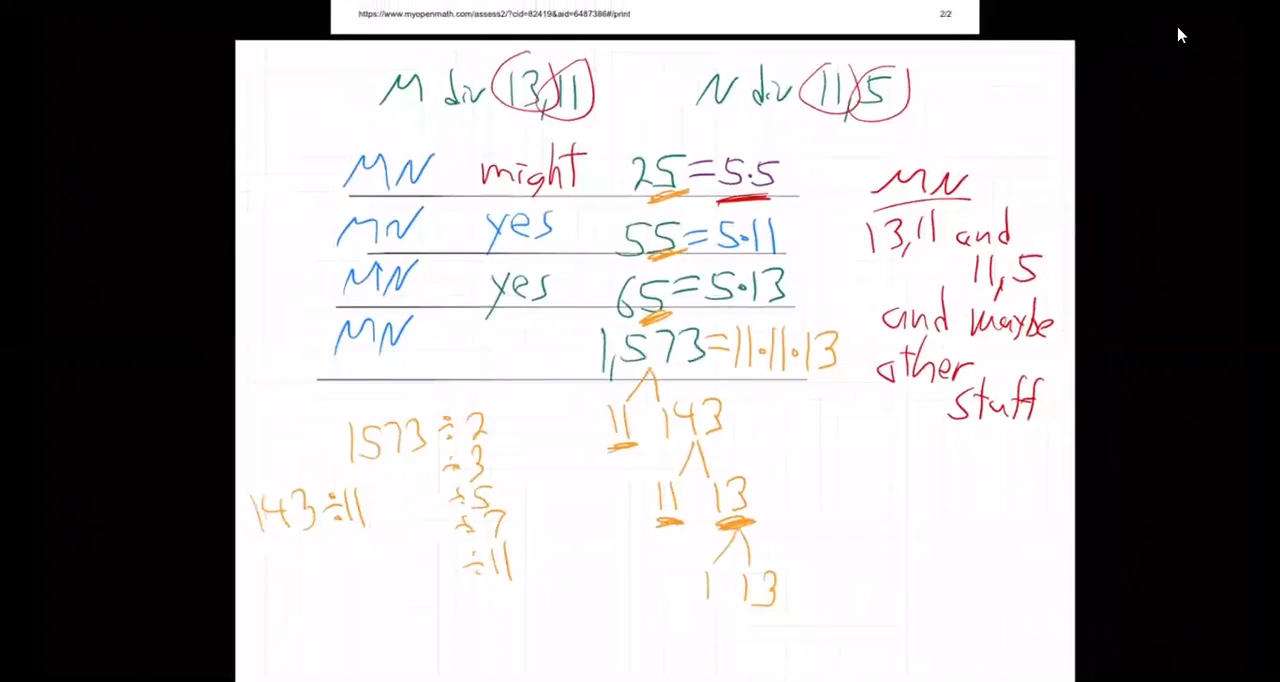 https://www.myopenmath.com/assess2/?cid=82419&aid=6487386#/print 2/2
M div 13, 11 N div 11, 5
MN might 25=5·5
MN yes 55=5·11
MN yes 65=5·13
MN 1,573=11·11·13
MN
13,11 and
11,5
and maybe
other
stuff
11 143
1573 ÷2
÷3
÷5
÷7
÷11
143÷11
11 13
1 13